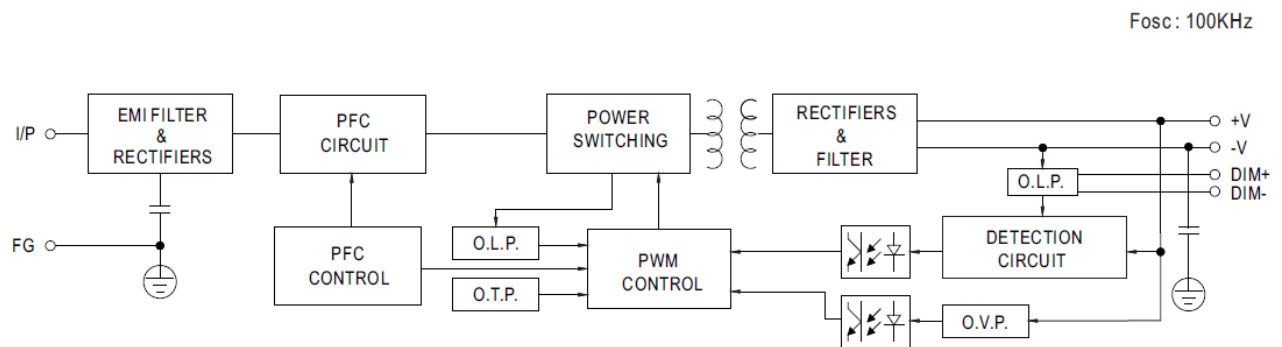 Fosc : 100KHz
I/P
EMI FILTER
&
RECTIFIERS
PFC
CIRCUIT
POWER
SWITCHING
RECTIFIERS
&
FILTER
+V
-V
DIM+
DIM-
O.L.P.
FG
PFC
CONTROL
O.L.P.
O.T.P.
PWM
CONTROL
DETECTION
CIRCUIT
O.V.P.